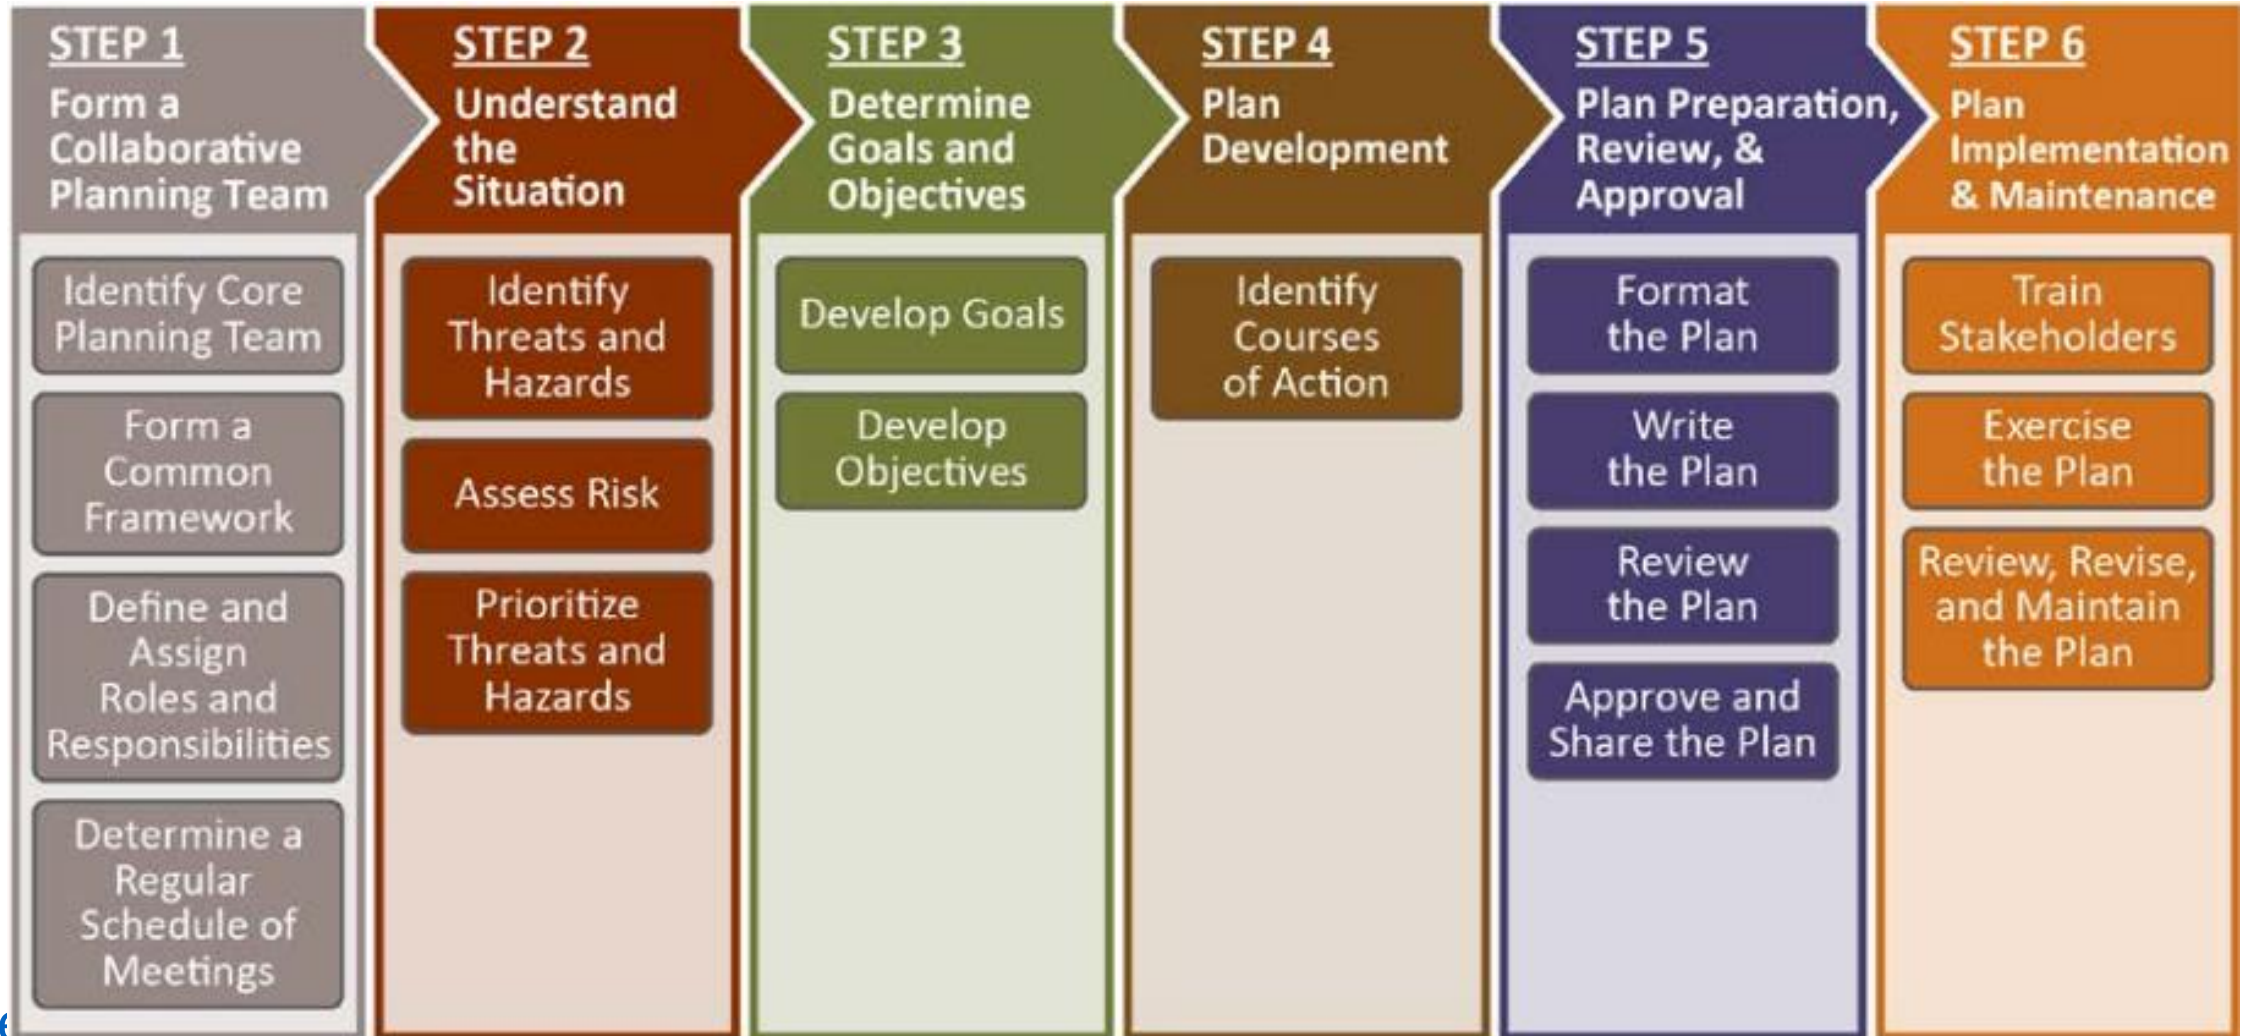 STEP 1
Form a
Collaborative
Planning Team
Identify Core
Planning Team
Form a
Common
Framework
Define and
Assign
Roles and
Responsibilities
Determine a
Regular
Schedule of
Meetings
STEP 2
Understand
the
Situation
Identify
Threats and
Hazards
Assess Risk
Prioritize
Threats and
Hazards
STEP 3
Determine
Goals and
Objectives
Develop Goals
Develop
Objectives
STEP 4
Plan
Development
Identify
Courses
of Action
STEP 5
Plan Preparation,
Review, &
Approval
Format
the Plan
Write
the Plan
Review
the Plan
Approve and
Share the Plan
STEP 6
Plan
Implementation
& Maintenance
Train
Stakeholders
Exercise
the Plan
Review, Revise,
and Maintain
the Plan